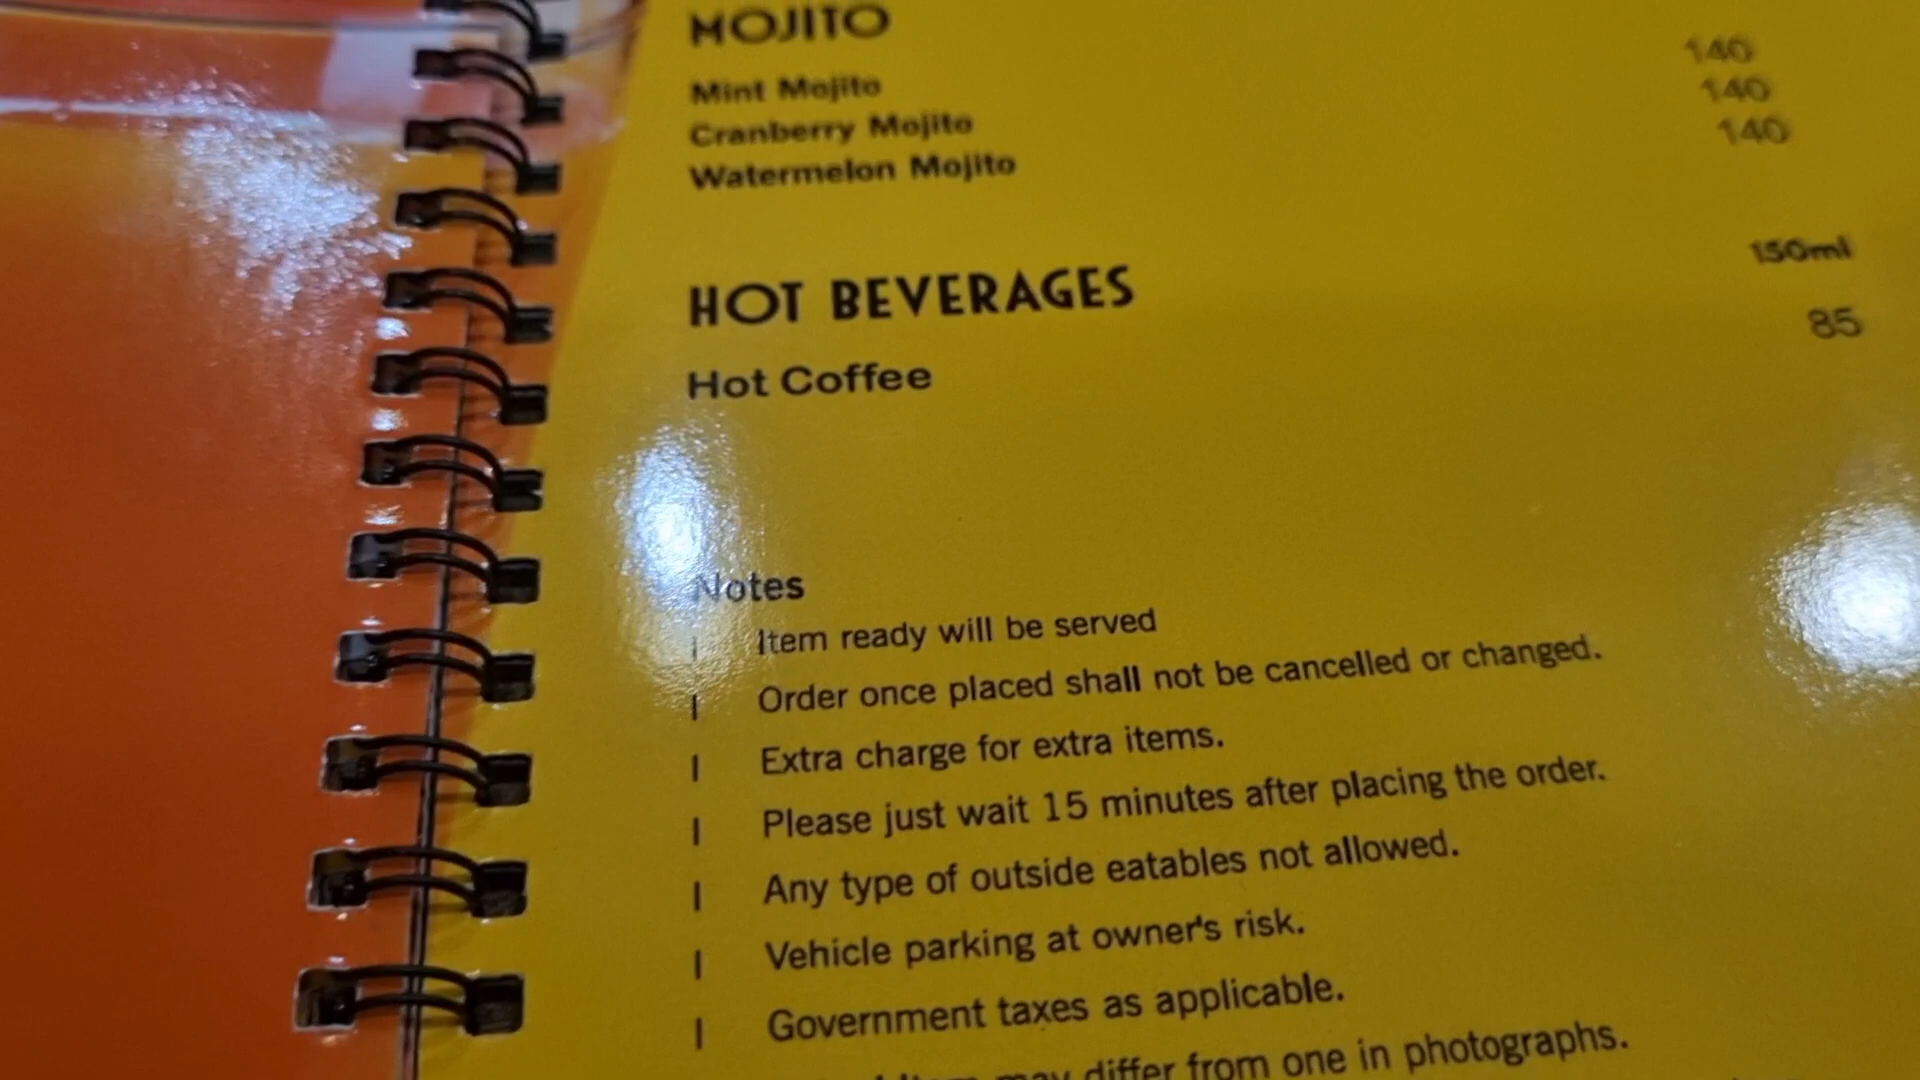 MOJITO
Mint Mojito 140
Cranberry Mojito 140
Watermelon Mojito 140
150ml
HOT BEVERAGES
Hot Coffee 85
Notes
| Item ready will be served
| Order once placed shall not be cancelled or changed.
| Extra charge for extra items.
| Please just wait 15 minutes after placing the order.
| Any type of outside eatables not allowed.
| Vehicle parking at owner's risk.
| Government taxes as applicable.
may differ from one in photographs.